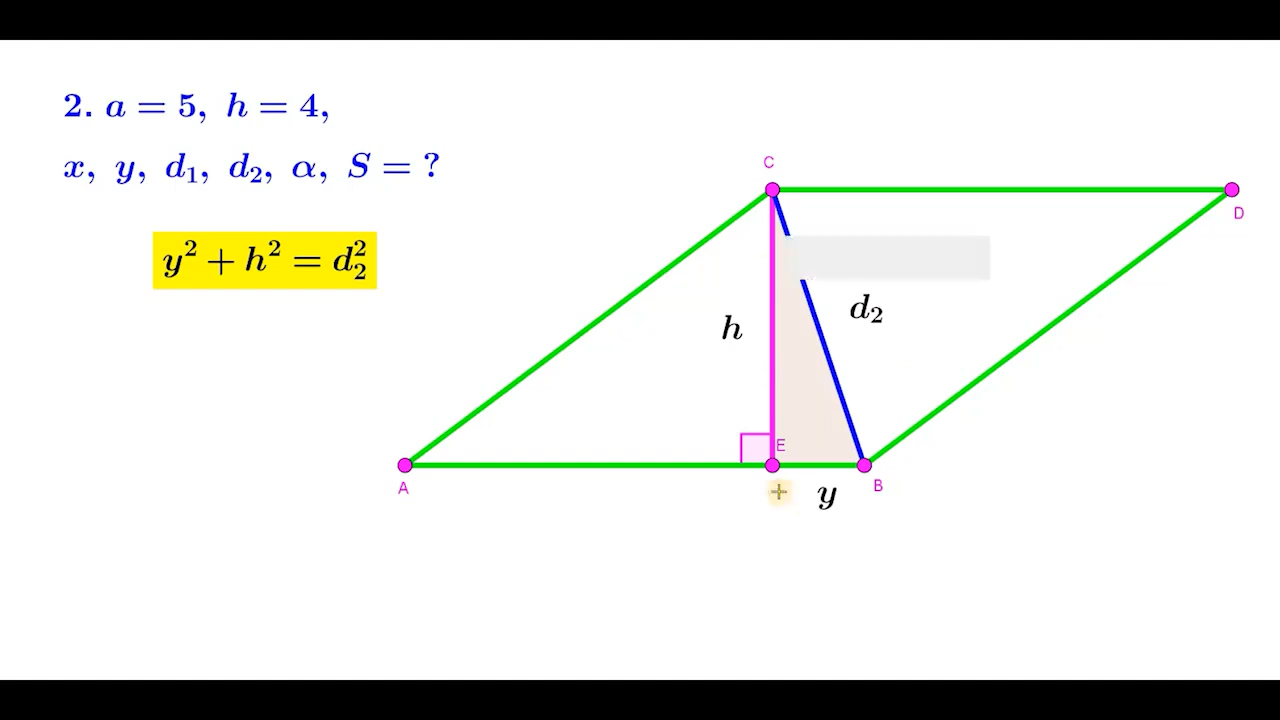 2. a = 5, h = 4,
x, y, d₁, d₂, α, S = ?
y² + h² = d₂²
C
D
h
d₂
E
A
y
B